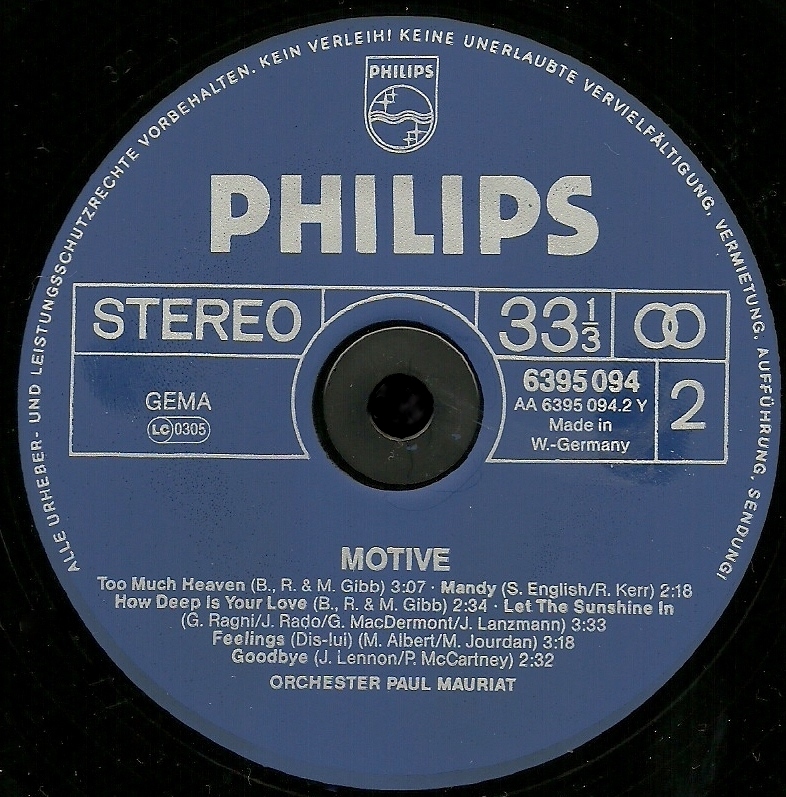 ALLE URHEBER- UND LEISTUNGSSCHUTZRECHTE VORBEHALTEN. KEIN VERLEIH! KEINE UNERLAUBTE VERVIELFÄLTIGUNG, VERMIETUNG, AUFFÜHRUNG, SENDUNG!
PHILIPS
PHILIPS
STEREO
33 1/3
GEMA
LC 0305
6395 094
AA 6395 094.2 Y
Made in
W.-Germany
2
MOTIVE
Too Much Heaven (B., R. & M. Gibb) 3:07 · Mandy (S. English/R. Kerr) 2:18
How Deep Is Your Love (B., R. & M. Gibb) 2:34 · Let The Sunshine In
(G. Ragni/J. Rado/G. MacDermont/J. Lanzmann) 3:33
Feelings (Dis-lui) (M. Albert/M. Jourdan) 3:18
Goodbye (J. Lennon/P. McCartney) 2:32
ORCHESTER PAUL MAURIAT